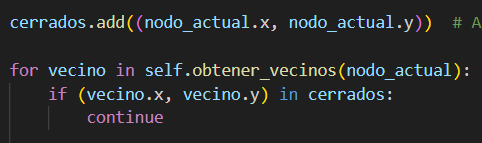 cerrados.add((nodo_actual.x, nodo_actual.y))  # A
for vecino in self.obtener_vecinos(nodo_actual):
    if (vecino.x, vecino.y) in cerrados:
        continue